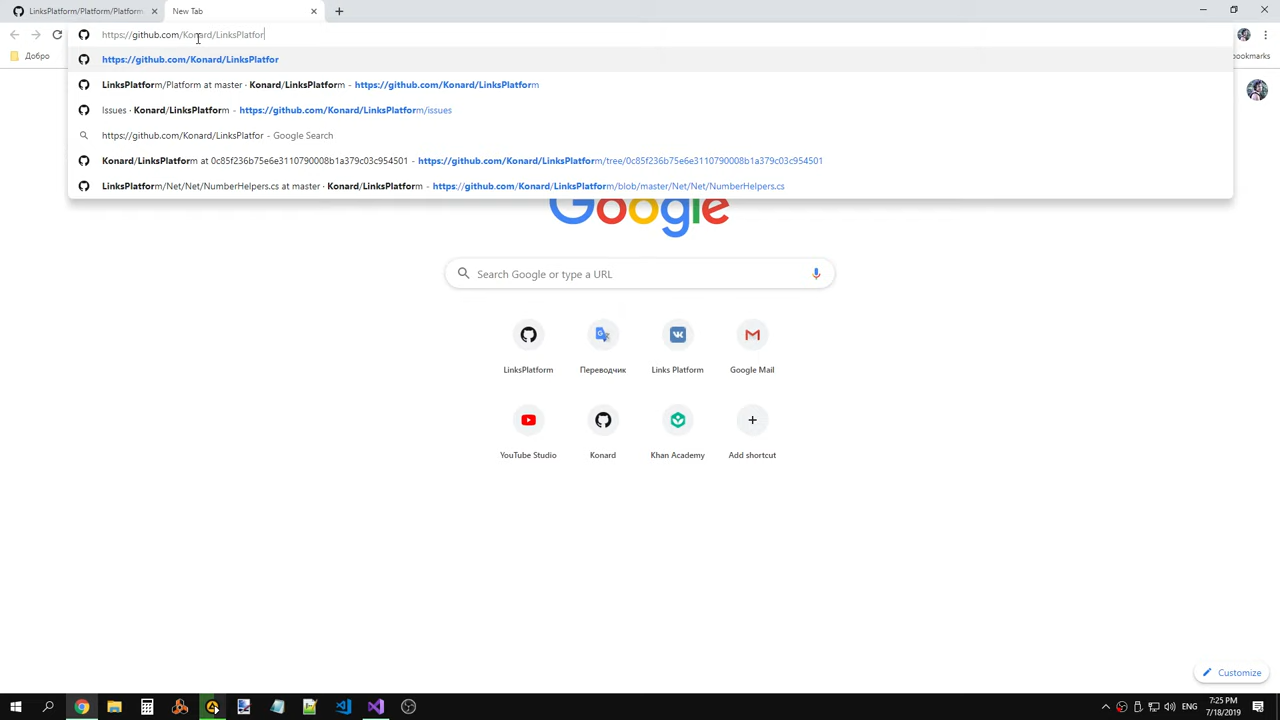 LinksPlatform/Platform/Platform
New Tab
https://github.com/Konard/LinksPlatfor
Добро
bookmarks
https://github.com/Konard/LinksPlatfor
LinksPlatform/Platform at master · Konard/LinksPlatform - https://github.com/Konard/LinksPlatform
Issues · Konard/LinksPlatform - https://github.com/Konard/LinksPlatform/issues
https://github.com/Konard/LinksPlatfor - Google Search
Konard/LinksPlatform at 0c85f236b75e6e3110790008b1a379c03c954501 - https://github.com/Konard/LinksPlatform/tree/0c85f236b75e6e3110790008b1a379c03c954501
LinksPlatform/Net/Net/NumberHelpers.cs at master · Konard/LinksPlatform - https://github.com/Konard/LinksPlatform/blob/master/Net/Net/NumberHelpers.cs
Google
Search Google or type a URL
LinksPlatform
Переводчик
Links Platform
Google Mail
YouTube Studio
Konard
Khan Academy
Add shortcut
Customize
ENG
7:25 PM
7/18/2019